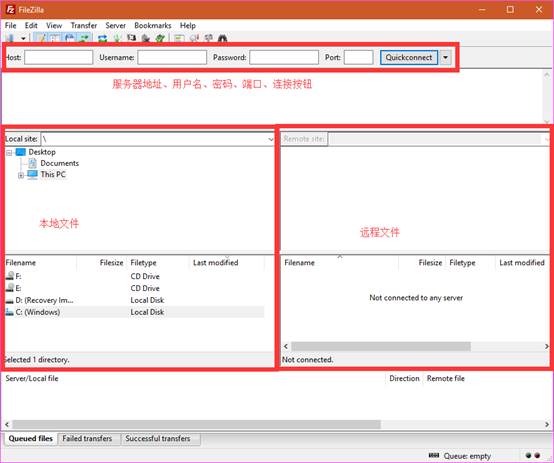 FileZilla
File Edit View Transfer Server Bookmarks Help
Host: Username: Password: Port: Quickconnect
服务器地址、用户名、密码、端口、连接按钮
Local site: \
Remote site:
Desktop
Documents
This PC
本地文件
远程文件
Filename Filesize Filetype Last modified
F: CD Drive
E: CD Drive
D: (Recovery Im... Local Disk
C: (Windows) Local Disk
Selected 1 directory.
Filename Filesize Filetype Last modified
Not connected to any server
Not connected.
Server/Local file Direction Remote file
Queued files Failed transfers Successful transfers
Queue: empty